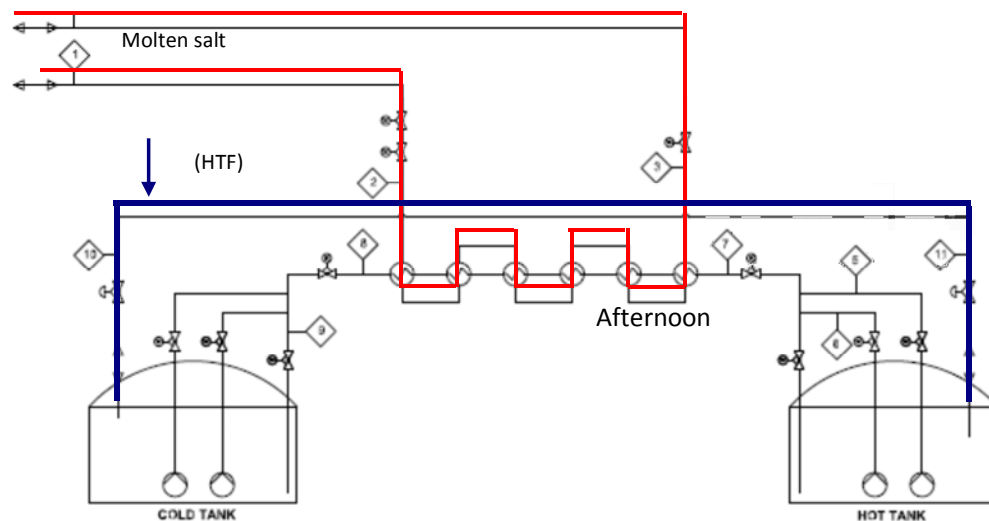 1
Molten salt
(HTF)
2
3
10
8
7
5
11
9
Afternoon
6
COLD TANK
HOT TANK